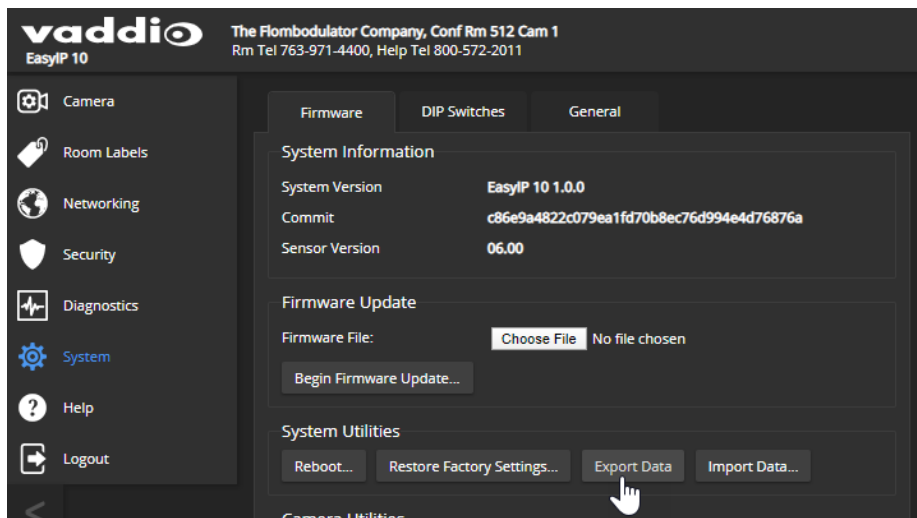 vaddio
EasyIP 10
The Flombodulator Company, Conf Rm 512 Cam 1
Rm Tel 763-971-4400, Help Tel 800-572-2011
Camera
Room Labels
Networking
Security
Diagnostics
System
Help
Logout
Firmware DIP Switches General
System Information
System Version EasyIP 10 1.0.0
Commit c86e9a4822c079ea1fd70b8ec76d994e4d76876a
Sensor Version 06.00
Firmware Update
Firmware File: Choose File No file chosen
Begin Firmware Update...
System Utilities
Reboot... Restore Factory Settings... Export Data Import Data...
Camera Utilities